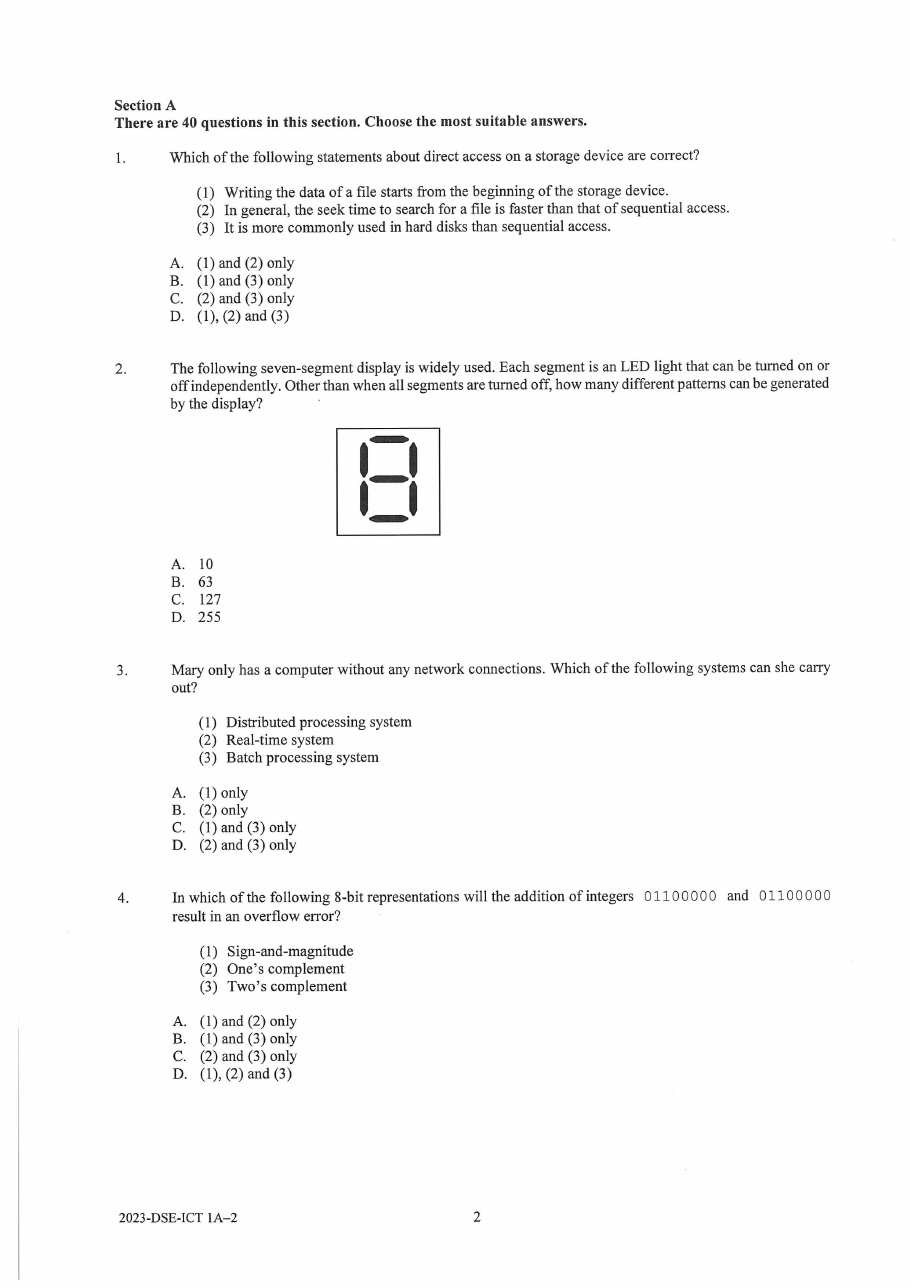 Section A
There are 40 questions in this section. Choose the most suitable answers.
1. Which of the following statements about direct access on a storage device are correct?
(1) Writing the data of a file starts from the beginning of the storage device.
(2) In general, the seek time to search for a file is faster than that of sequential access.
(3) It is more commonly used in hard disks than sequential access.
A. (1) and (2) only
B. (1) and (3) only
C. (2) and (3) only
D. (1), (2) and (3)
2. The following seven-segment display is widely used. Each segment is an LED light that can be turned on or
off independently. Other than when all segments are turned off, how many different patterns can be generated
by the display?
A. 10
B. 63
C. 127
D. 255
3. Mary only has a computer without any network connections. Which of the following systems can she carry
out?
(1) Distributed processing system
(2) Real-time system
(3) Batch processing system
A. (1) only
B. (2) only
C. (1) and (3) only
D. (2) and (3) only
4. In which of the following 8-bit representations will the addition of integers 01100000 and 01100000
result in an overflow error?
(1) Sign-and-magnitude
(2) One's complement
(3) Two's complement
A. (1) and (2) only
B. (1) and (3) only
C. (2) and (3) only
D. (1), (2) and (3)
2023-DSE-ICT 1A–2
2